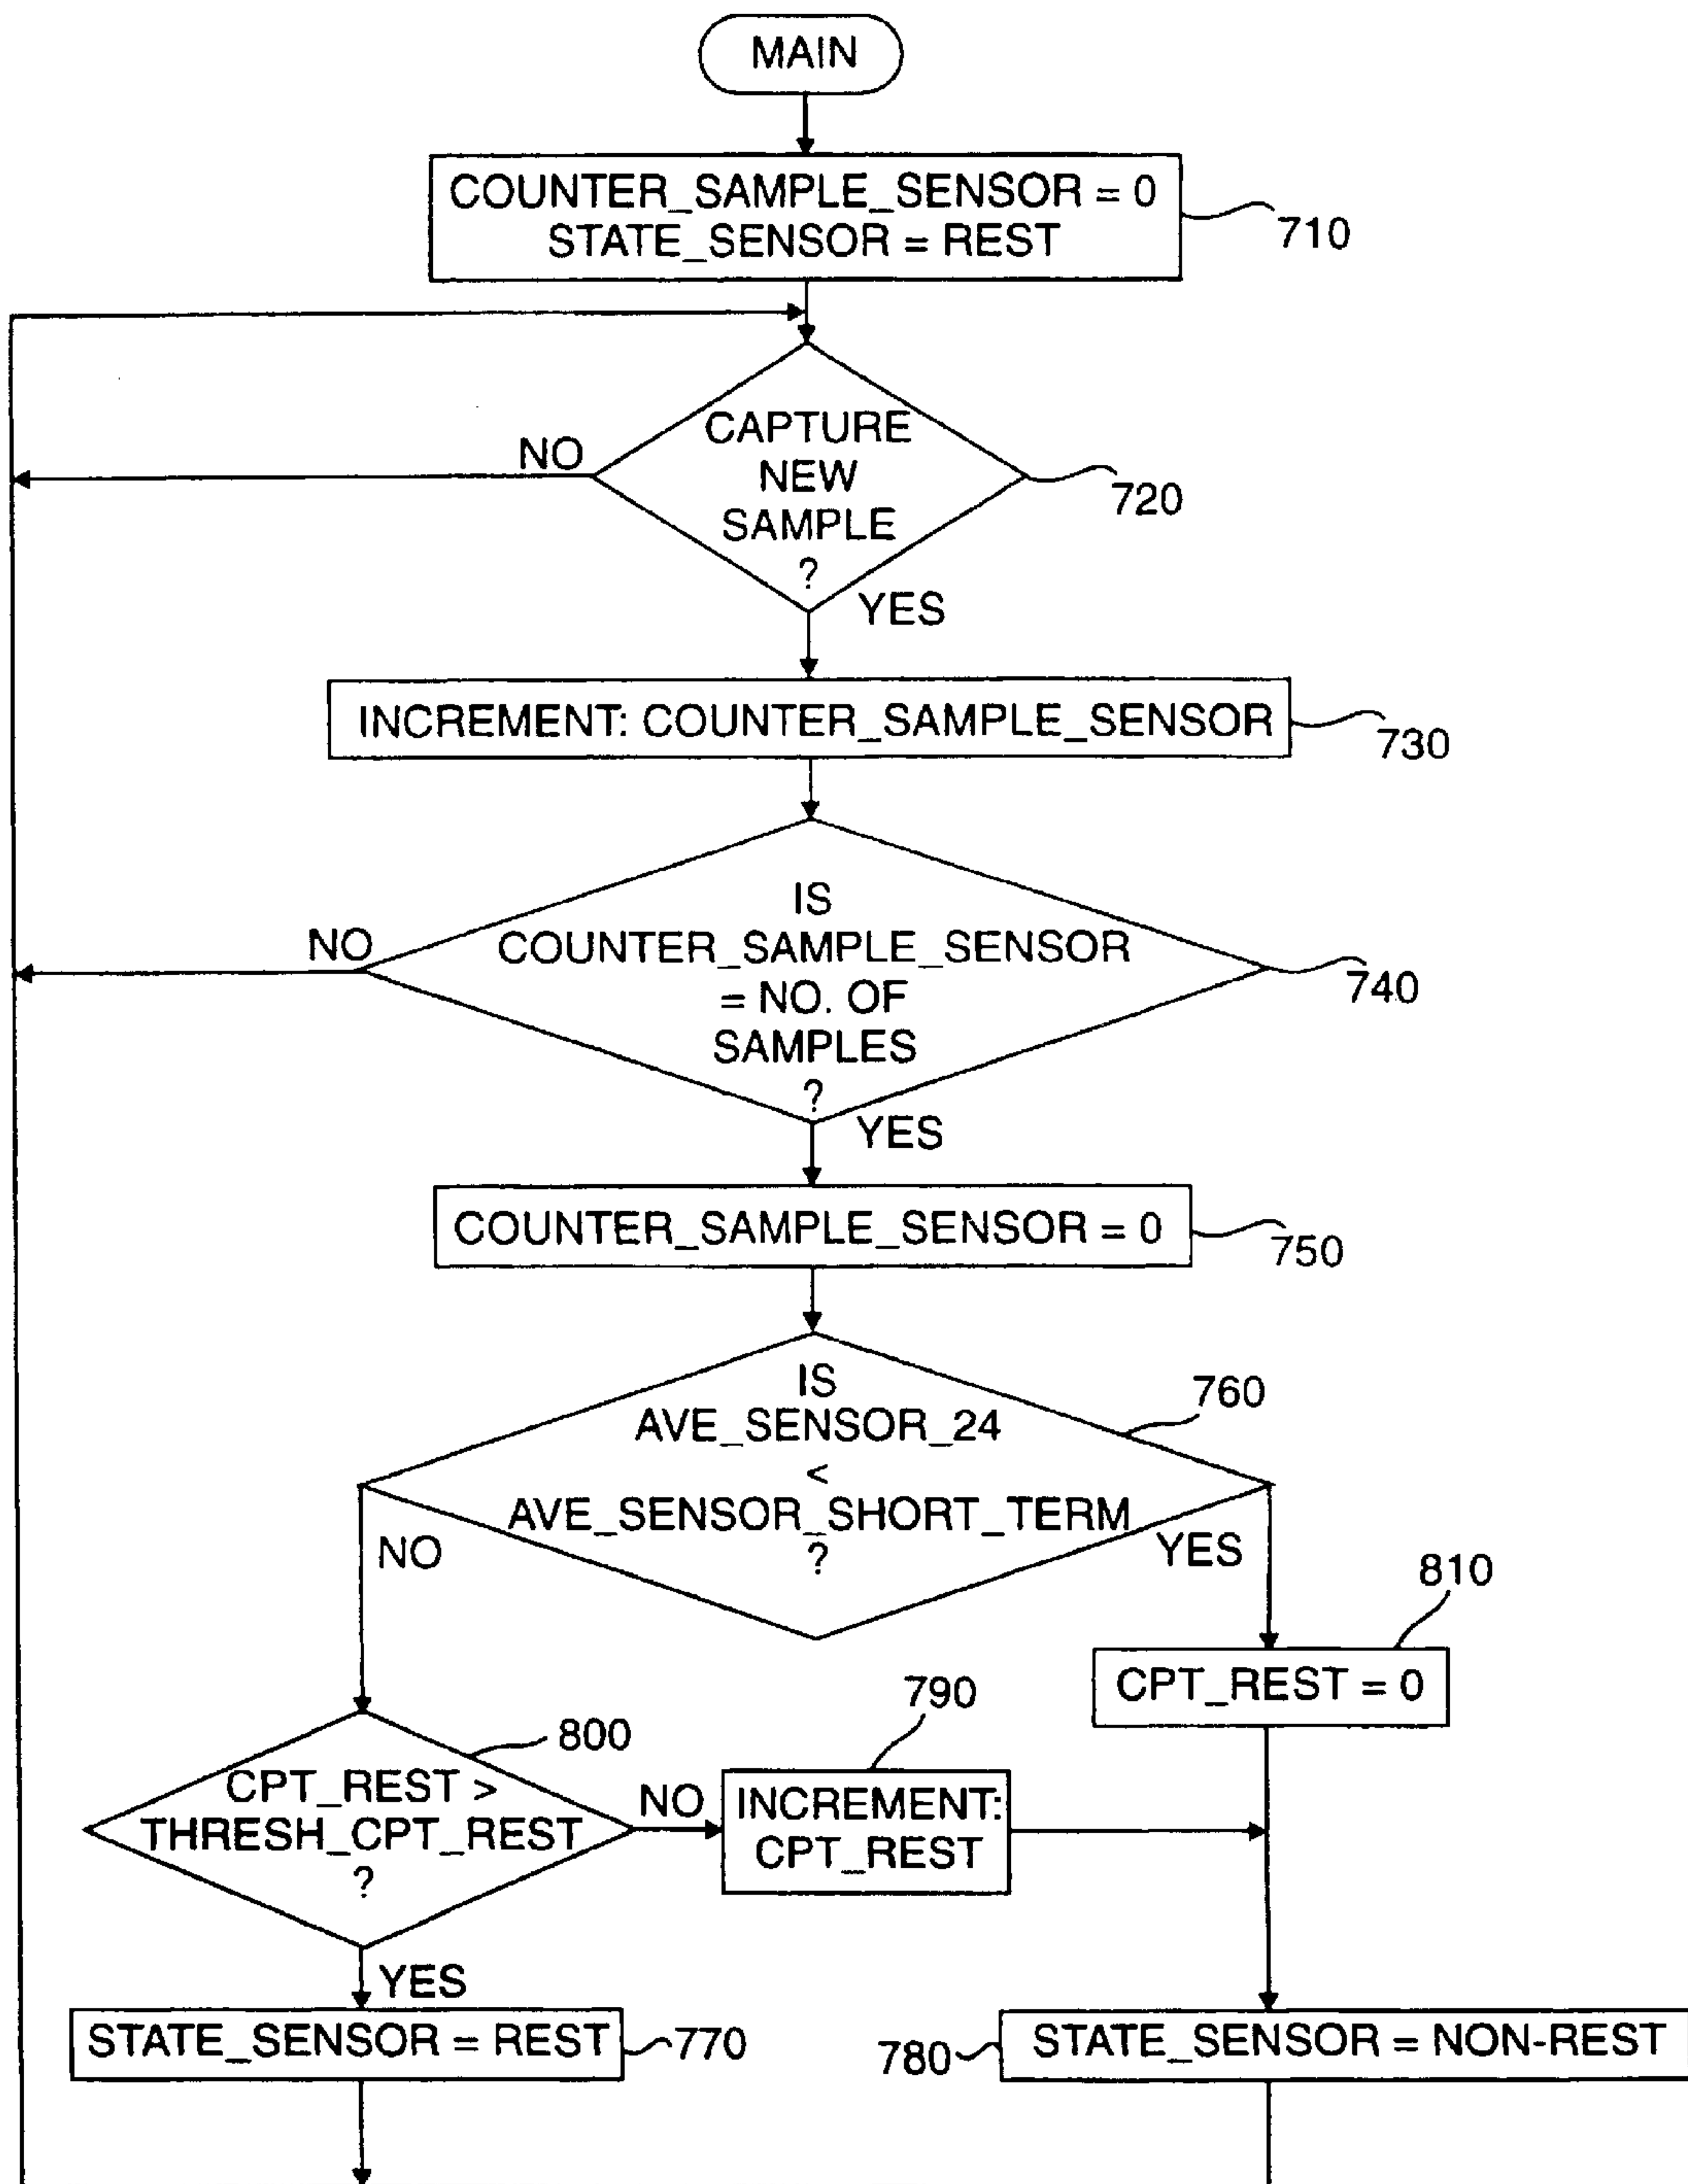 MAIN
COUNTER_SAMPLE_SENSOR = 0
STATE_SENSOR = REST
710
CAPTURE
NEW
SAMPLE
?
NO
720
YES
INCREMENT: COUNTER_SAMPLE_SENSOR
730
IS
COUNTER_SAMPLE_SENSOR
= NO. OF
SAMPLES
?
NO
740
YES
COUNTER_SAMPLE_SENSOR = 0
750
IS
AVE_SENSOR_24
<
AVE_SENSOR_SHORT_TERM
?
760
NO
YES
810
CPT_REST = 0
790
800
CPT_REST >
THRESH_CPT_REST
?
NO
INCREMENT:
CPT_REST
YES
STATE_SENSOR = REST
770
780
STATE_SENSOR = NON-REST